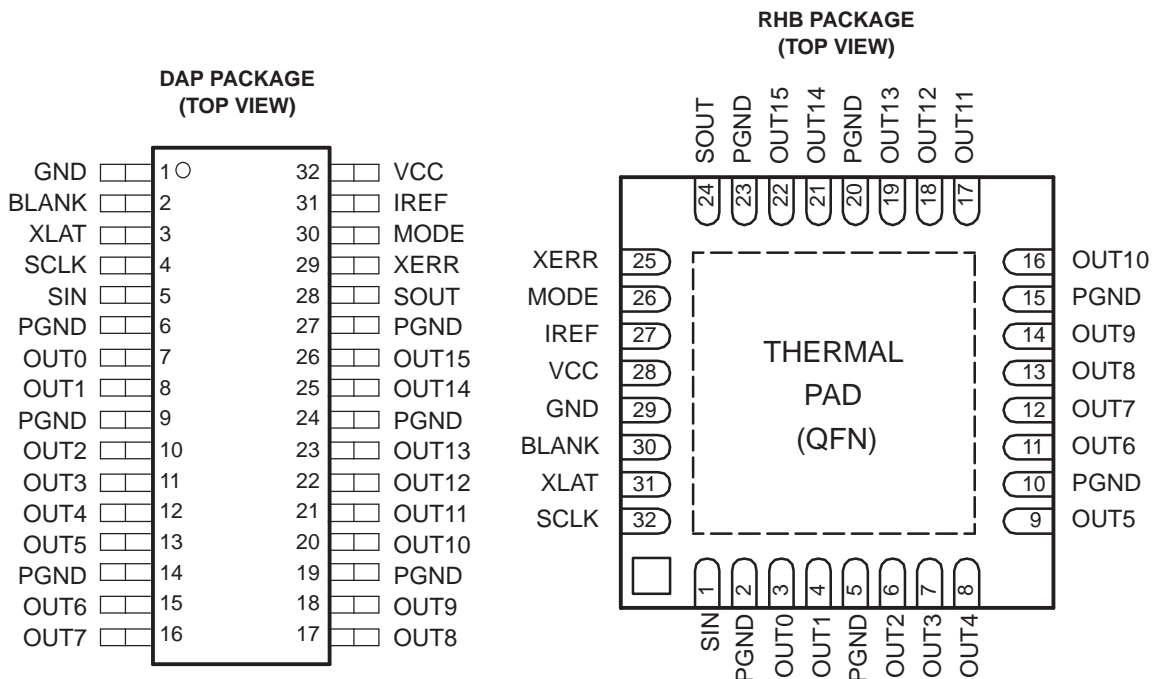 DAP PACKAGE
(TOP VIEW)
GND 1 32 VCC
BLANK 2 31 IREF
XLAT 3 30 MODE
SCLK 4 29 XERR
SIN 5 28 SOUT
PGND 6 27 PGND
OUT0 7 26 OUT15
OUT1 8 25 OUT14
PGND 9 24 PGND
OUT2 10 23 OUT13
OUT3 11 22 OUT12
OUT4 12 21 OUT11
OUT5 13 20 OUT10
PGND 14 19 PGND
OUT6 15 18 OUT9
OUT7 16 17 OUT8
RHB PACKAGE
(TOP VIEW)
SOUT PGND OUT15 OUT14 PGND OUT13 OUT12 OUT11
24 23 22 21 20 19 18 17
XERR 25 16 OUT10
MODE 26 15 PGND
IREF 27 14 OUT9
VCC 28 13 OUT8
GND 29 12 OUT7
BLANK 30 11 OUT6
XLAT 31 10 PGND
SCLK 32 9 OUT5
THERMAL
PAD
(QFN)
1 2 3 4 5 6 7 8
SIN PGND OUT0 OUT1 PGND OUT2 OUT3 OUT4